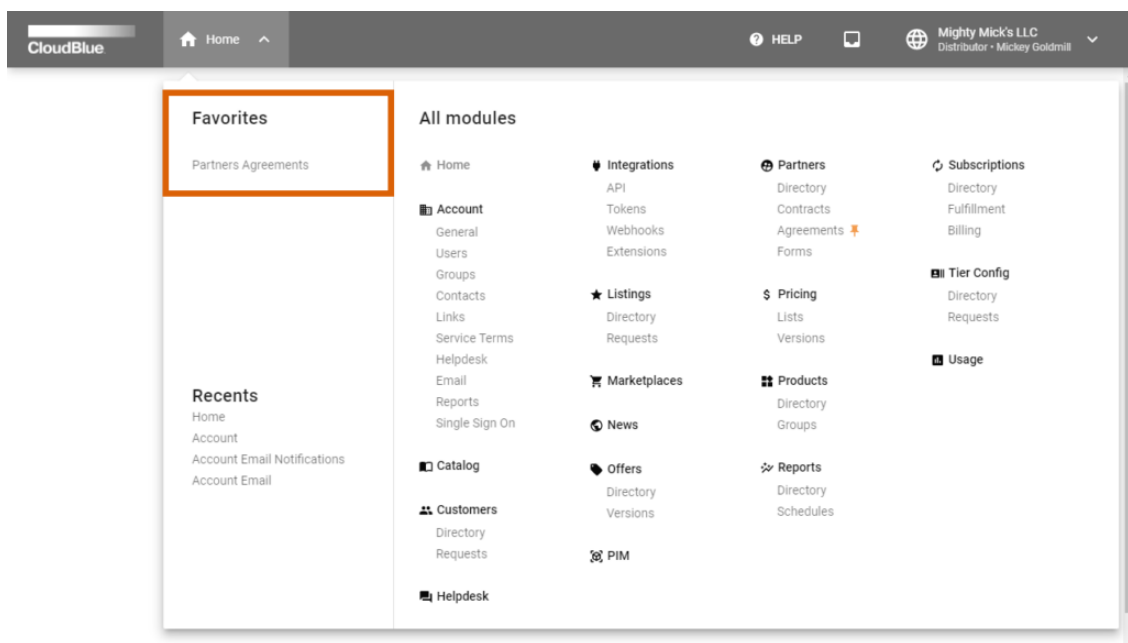 CloudBlue
Home
HELP
Mighty Mick's LLC
Distributor • Mickey Goldmill
Favorites
Partners Agreements
Recents
Home
Account
Account Email Notifications
Account Email
All modules
Home
Account
General
Users
Groups
Contacts
Links
Service Terms
Helpdesk
Email
Reports
Single Sign On
Catalog
Customers
Directory
Requests
Helpdesk
Integrations
API
Tokens
Webhooks
Extensions
Listings
Directory
Requests
Marketplaces
News
Offers
Directory
Versions
PIM
Partners
Directory
Contracts
Agreements
Forms
Pricing
Lists
Versions
Products
Directory
Groups
Reports
Directory
Schedules
Subscriptions
Directory
Fulfillment
Billing
Tier Config
Directory
Requests
Usage